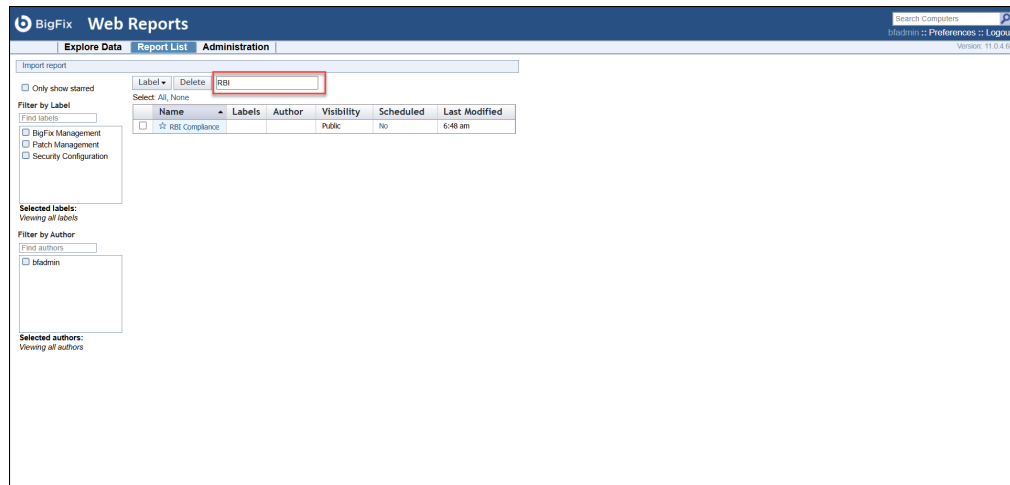 BigFix Web Reports
Search Computers
bfadmin :: Preferences :: Logou
Explore Data Report List Administration
Version: 11.0.4.6
Import report
Only show starred
Label Delete RBI
Select: All, None
Filter by Label
Find labels
BigFix Management
Patch Management
Security Configuration
Name Labels Author Visibility Scheduled Last Modified
RBI Compliance Public No 6:48 am
Selected labels:
Viewing all labels
Filter by Author
Find authors
bfadmin
Selected authors:
Viewing all authors